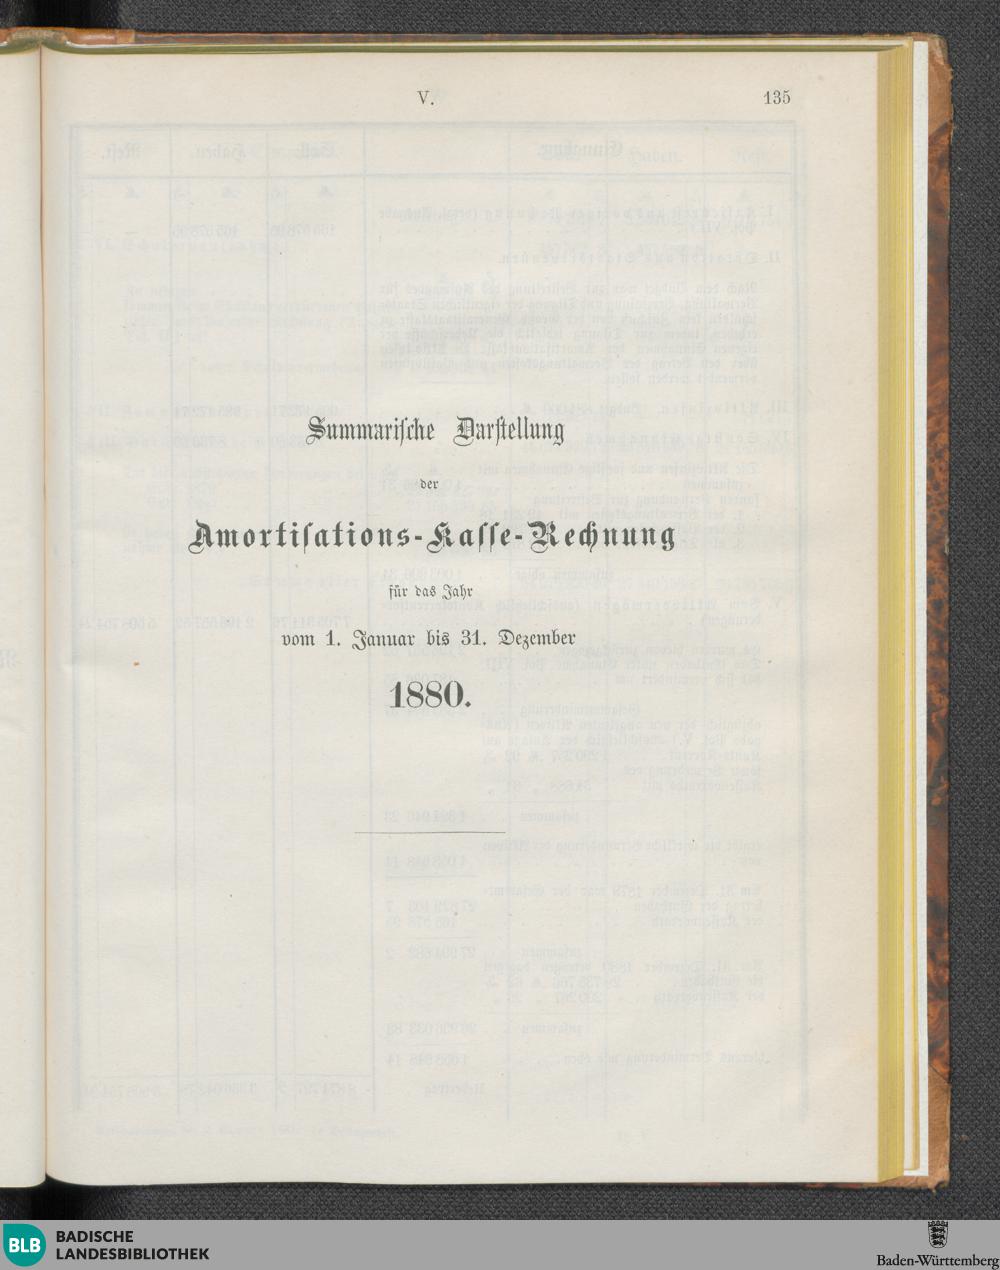 V.
135
Summarische Darstellung
der
Amortisations-Kasse-Rechnung
für das Jahr
vom 1. Januar bis 31. Dezember
1880.
BLB
BADISCHE
LANDESBIBLIOTHEK
Baden-Württemberg